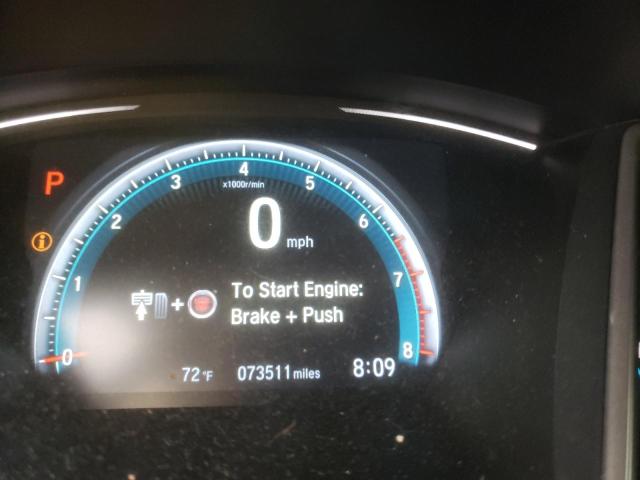 P
4
3
5
x1000r/min
2
6
0 mph
i
1
7
To Start Engine:
+
Brake + Push
0
8
72 °F 073511 miles 8:09